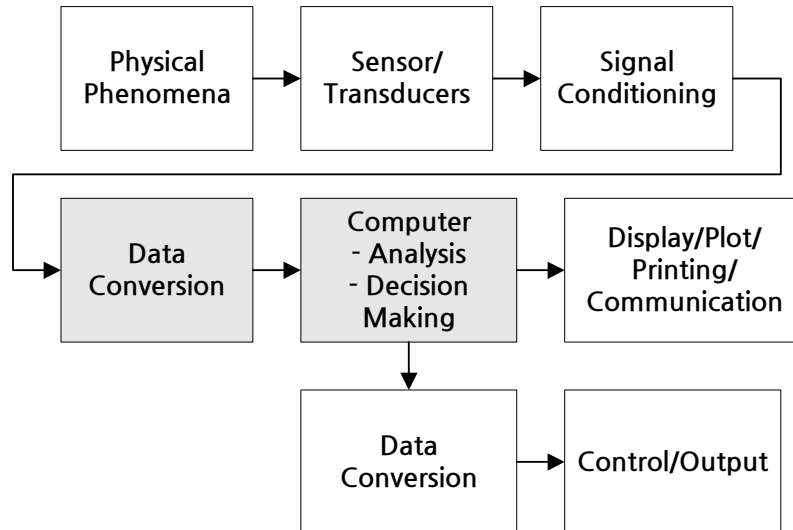 Physical
Phenomena
Sensor/
Transducers
Signal
Conditioning
Data
Conversion
Computer
- Analysis
- Decision
Making
Display/Plot/
Printing/
Communication
Data
Conversion
Control/Output